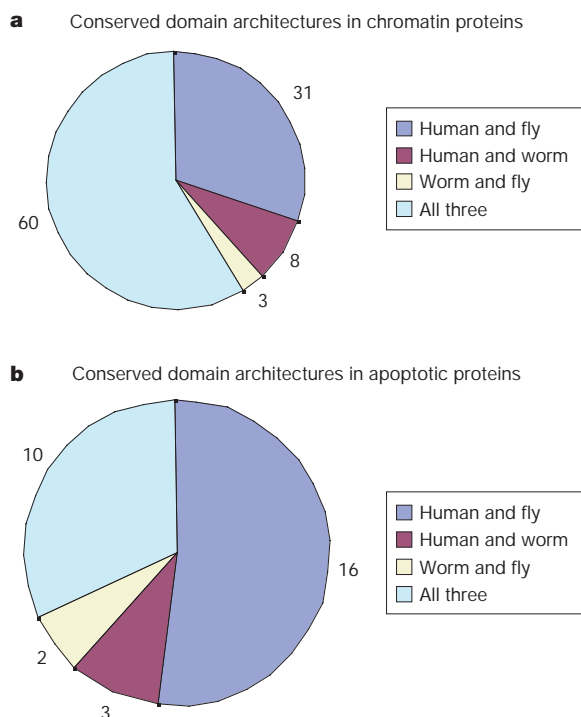 a Conserved domain architectures in chromatin proteins
31
Human and fly
Human and worm
Worm and fly
All three
60
8
3
b Conserved domain architectures in apoptotic proteins
10
Human and fly
Human and worm
Worm and fly
All three
16
2
3